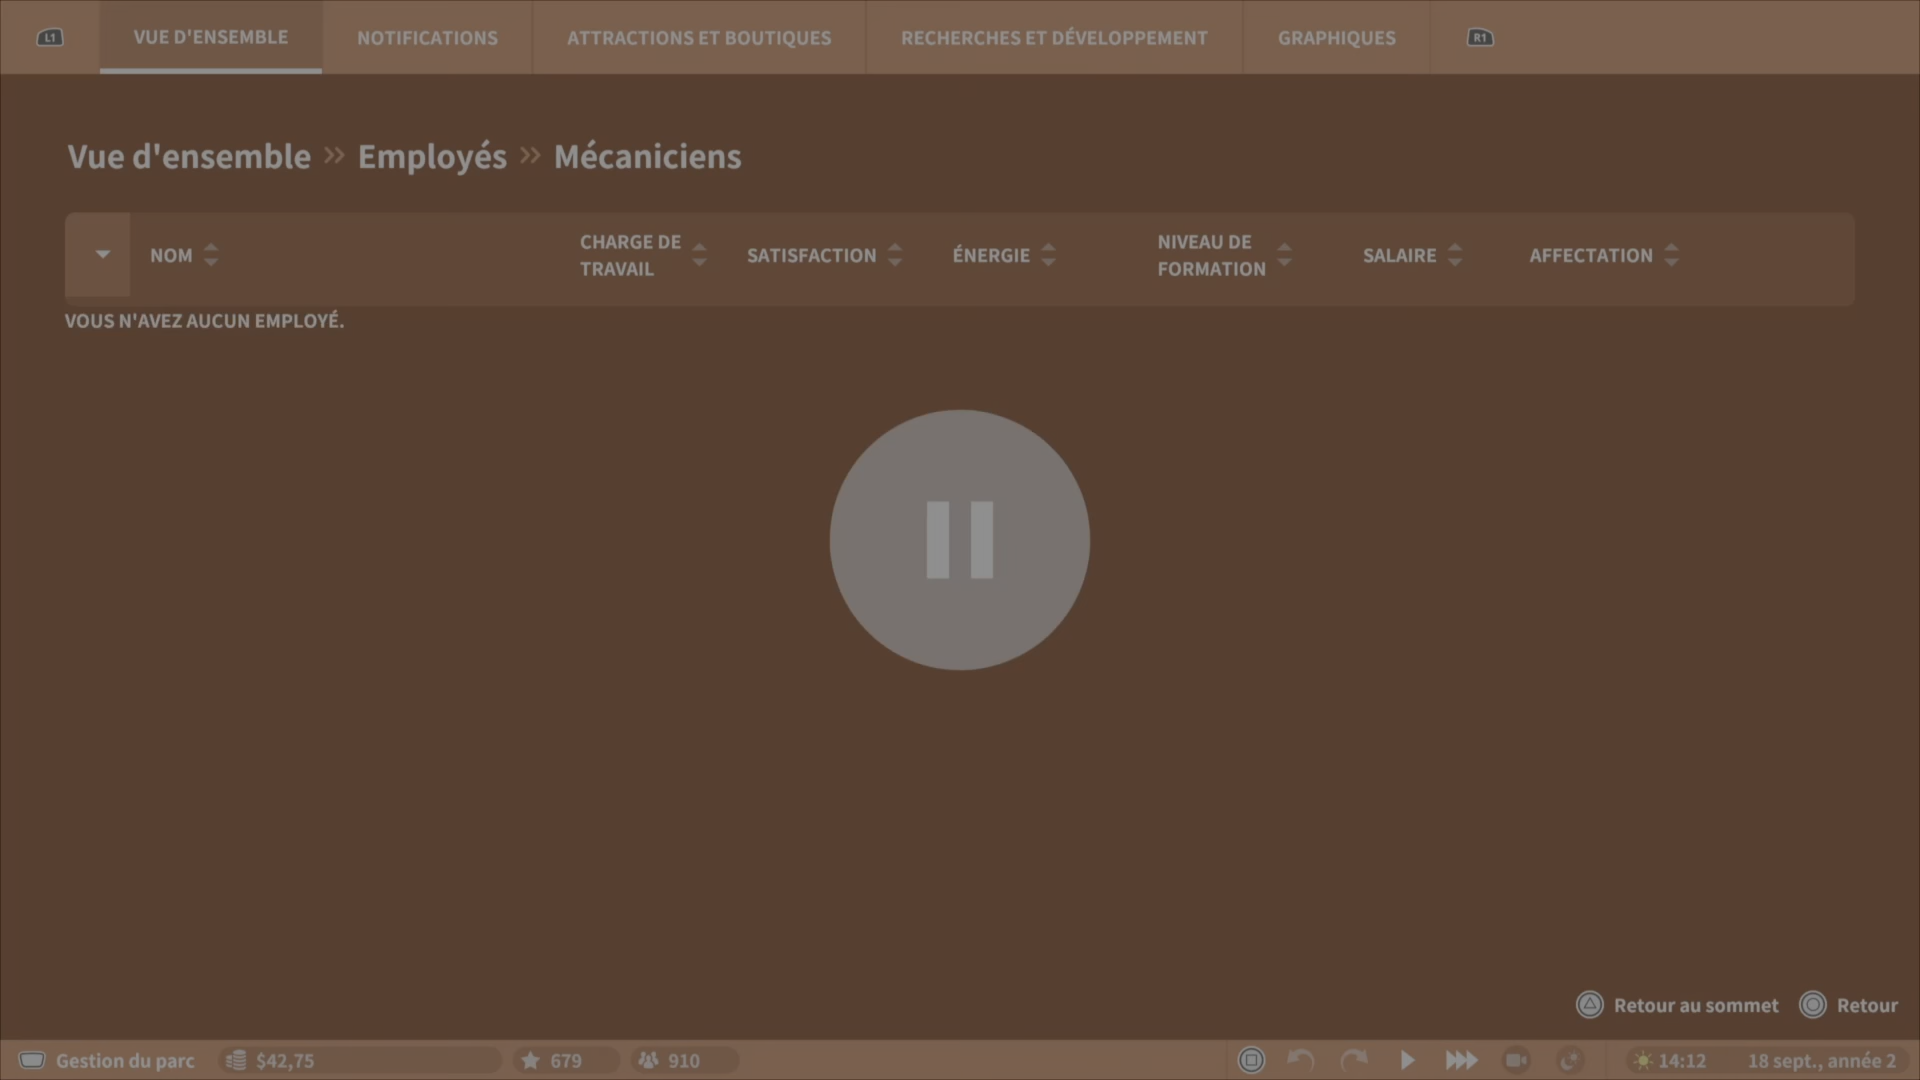 L1
VUE D'ENSEMBLE
NOTIFICATIONS
ATTRACTIONS ET BOUTIQUES
RECHERCHES ET DÉVELOPPEMENT
GRAPHIQUES
R1
Vue d'ensemble » Employés » Mécaniciens
NOM
CHARGE DE
TRAVAIL
SATISFACTION
ÉNERGIE
NIVEAU DE
FORMATION
SALAIRE
AFFECTATION
VOUS N'AVEZ AUCUN EMPLOYÉ.
Retour au sommet
Retour
Gestion du parc
$42,75
679
910
14:12
18 sept., année 2